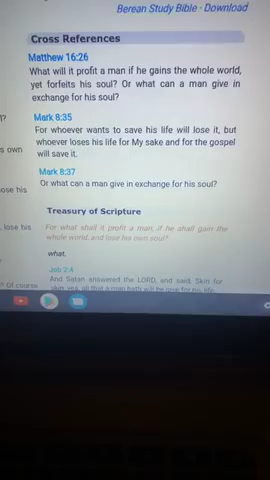 Berean Study Bible · Download
Cross References
Matthew 16:26
What will it profit a man if he gains the whole world,
yet forfeits his soul? Or what can a man give in
exchange for his soul?
Mark 8:35
For whoever wants to save his life will lose it, but
s own
whoever loses his life for My sake and for the gospel
will save it.
Mark 8:37
ose his
Or what can a man give in exchange for his soul?
Treasury of Scripture
, lose his
For what shall it profit a man, if he shall gain the
whole world, and lose his own soul?
what.
Job 2:4
And Satan answered the LORD, and said, Skin for
Of course
skin, yea, all that a man hath will he give for his life.